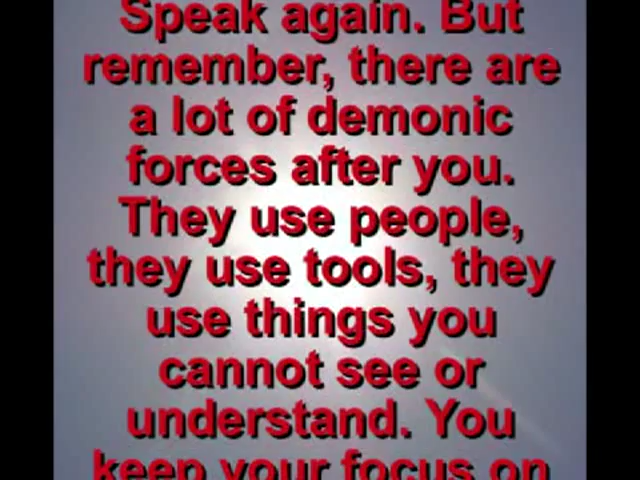 Speak again. But
remember, there are
a lot of demonic
forces after you.
They use people,
they use tools, they
use things you
cannot see or
understand. You
keep your focus on